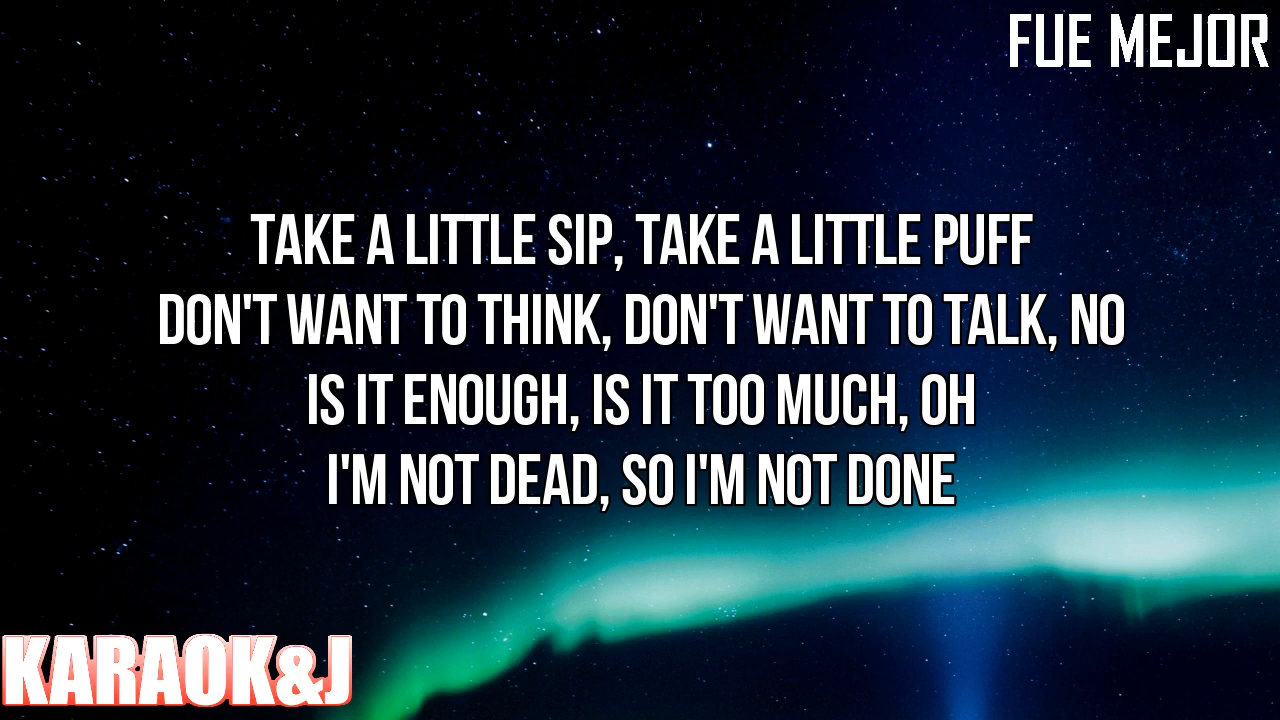 FUE MEJOR
TAKE A LITTLE SIP, TAKE A LITTLE PUFF
DON'T WANT TO THINK, DON'T WANT TO TALK, NO
IS IT ENOUGH, IS IT TOO MUCH, OH
I'M NOT DEAD, SO I'M NOT DONE
KARAOK&J